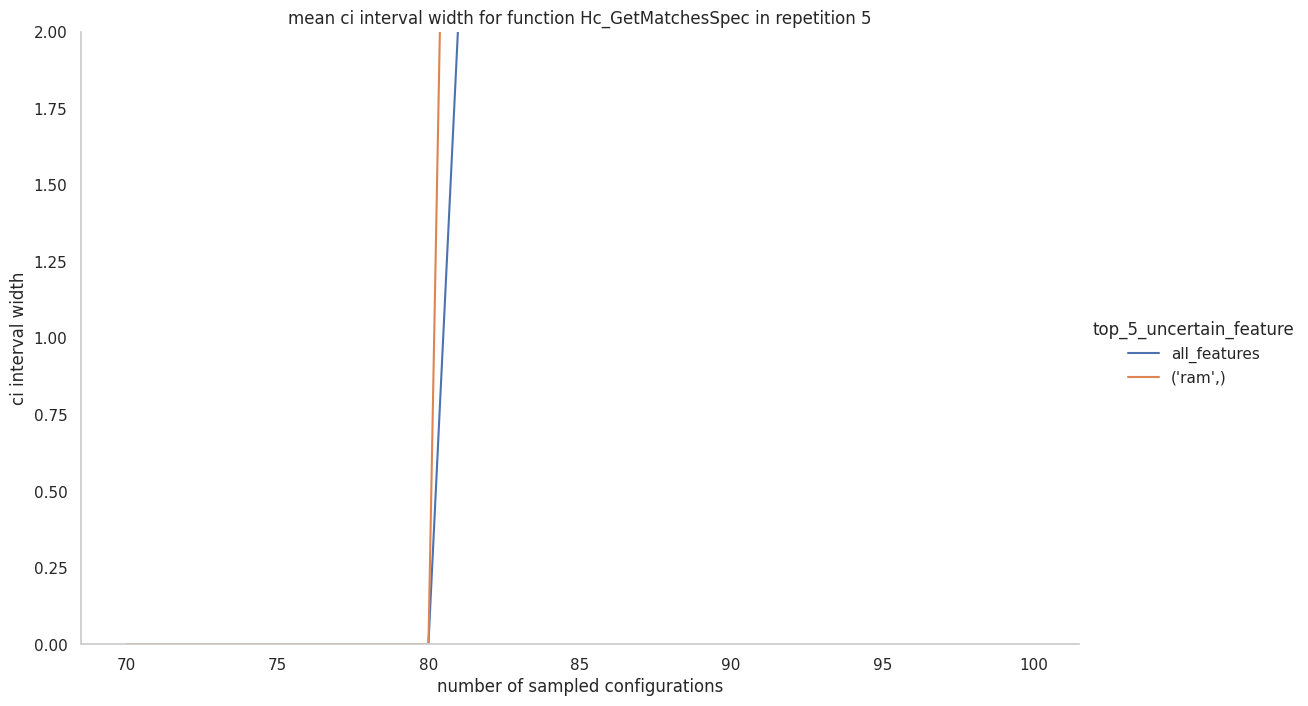 mean ci interval width for function Hc_GetMatchesSpec in repetition 5
2.00
1.75
1.50
1.25
1.00
0.75
0.50
0.25
0.00
ci interval width
70 75 80 85 90 95 100
number of sampled configurations
top_5_uncertain_feature
all_features
('ram',)